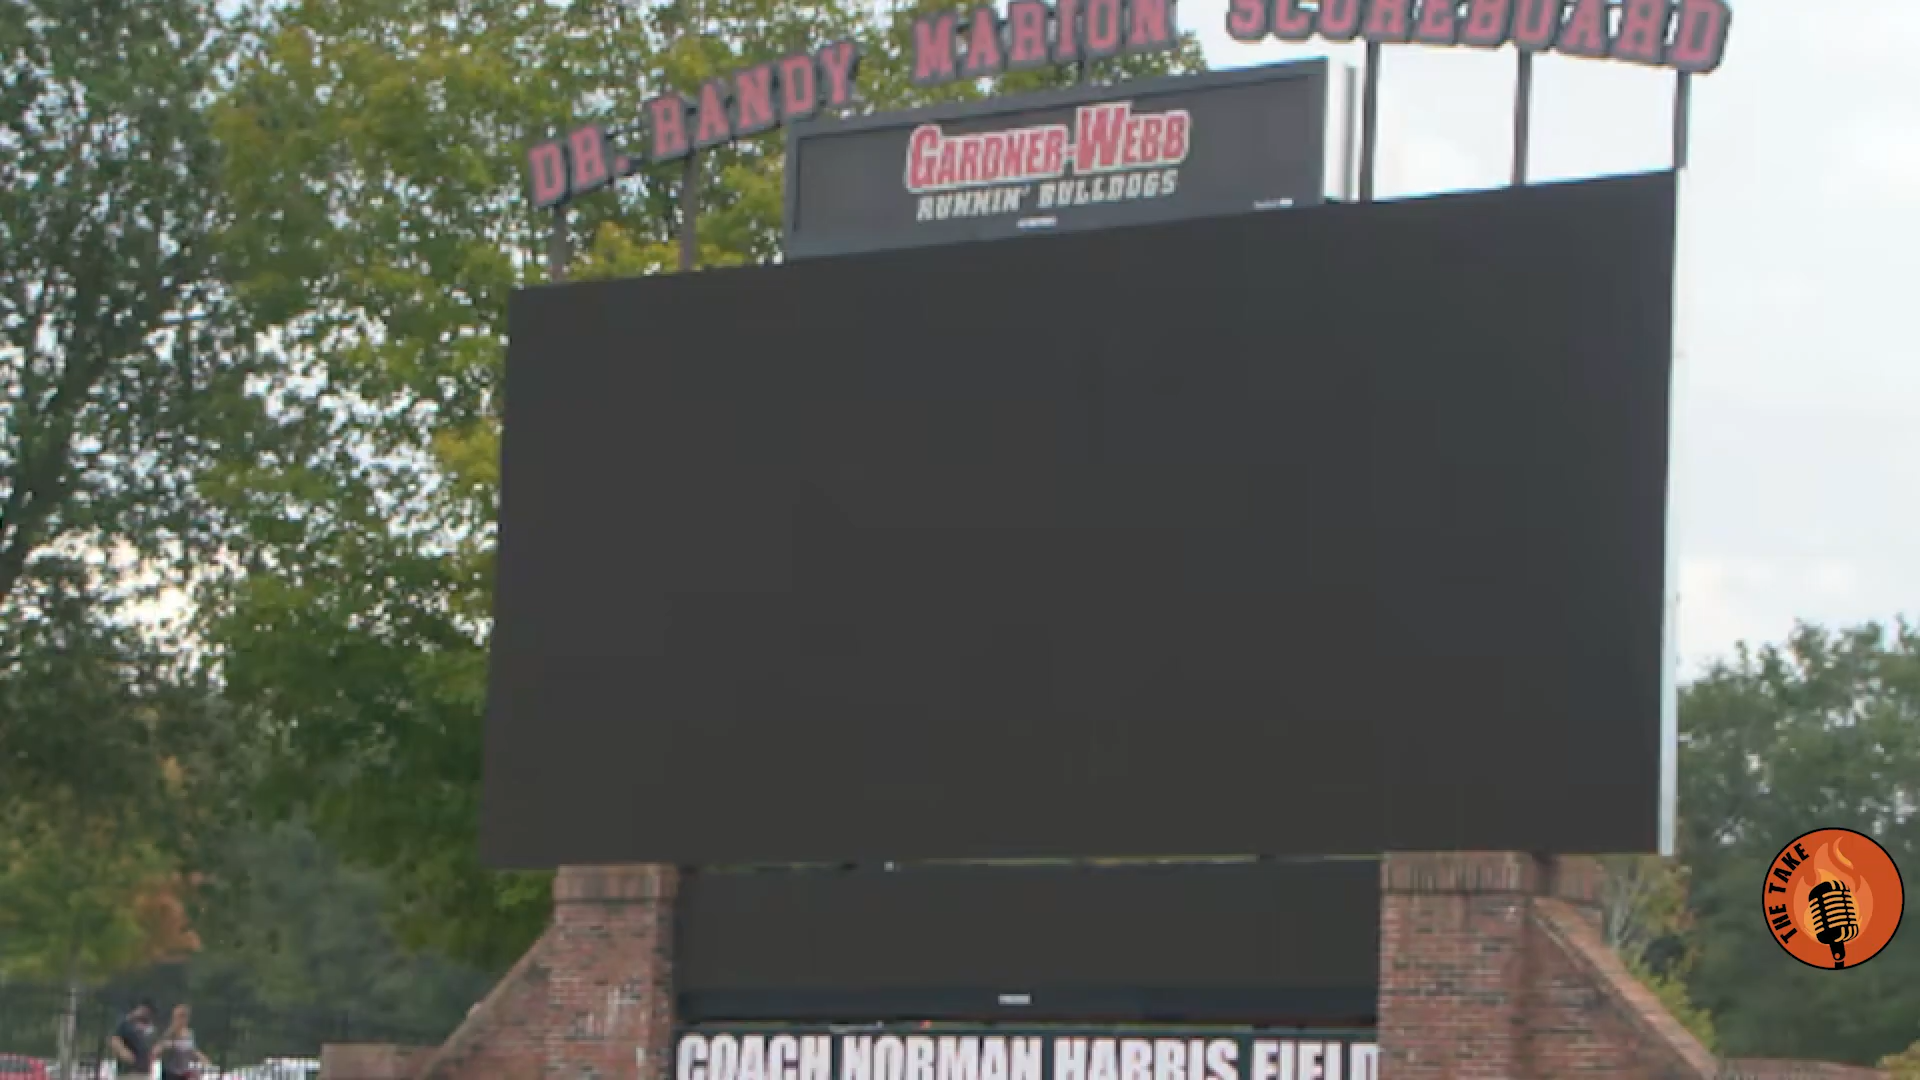 DR. RANDY MARION SCOREBOARD
GARDNER-WEBB
RUNNIN' BULLDOGS
COACH NORMAN HARRIS FIELD
THE TAKE